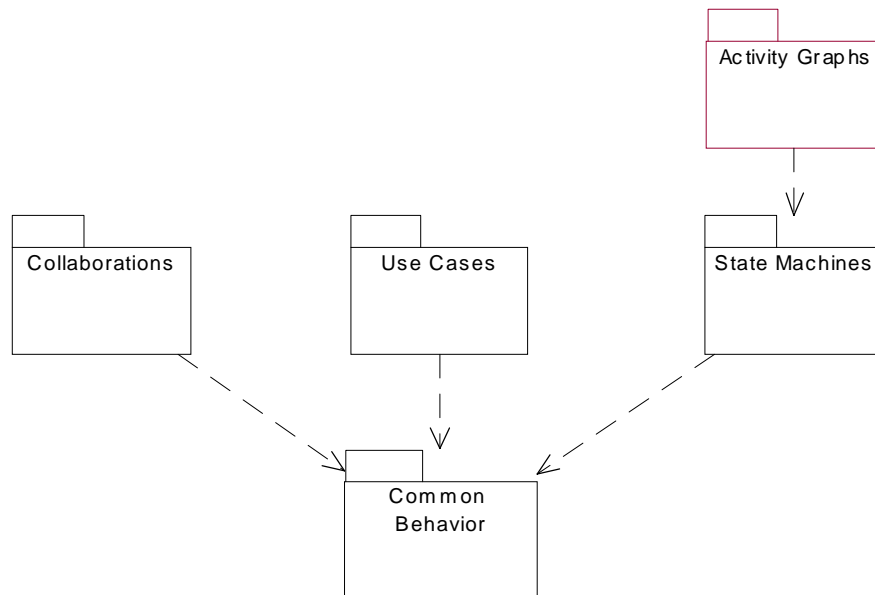 Activity Graphs
Collaborations
Use Cases
State Machines
Common
Behavior